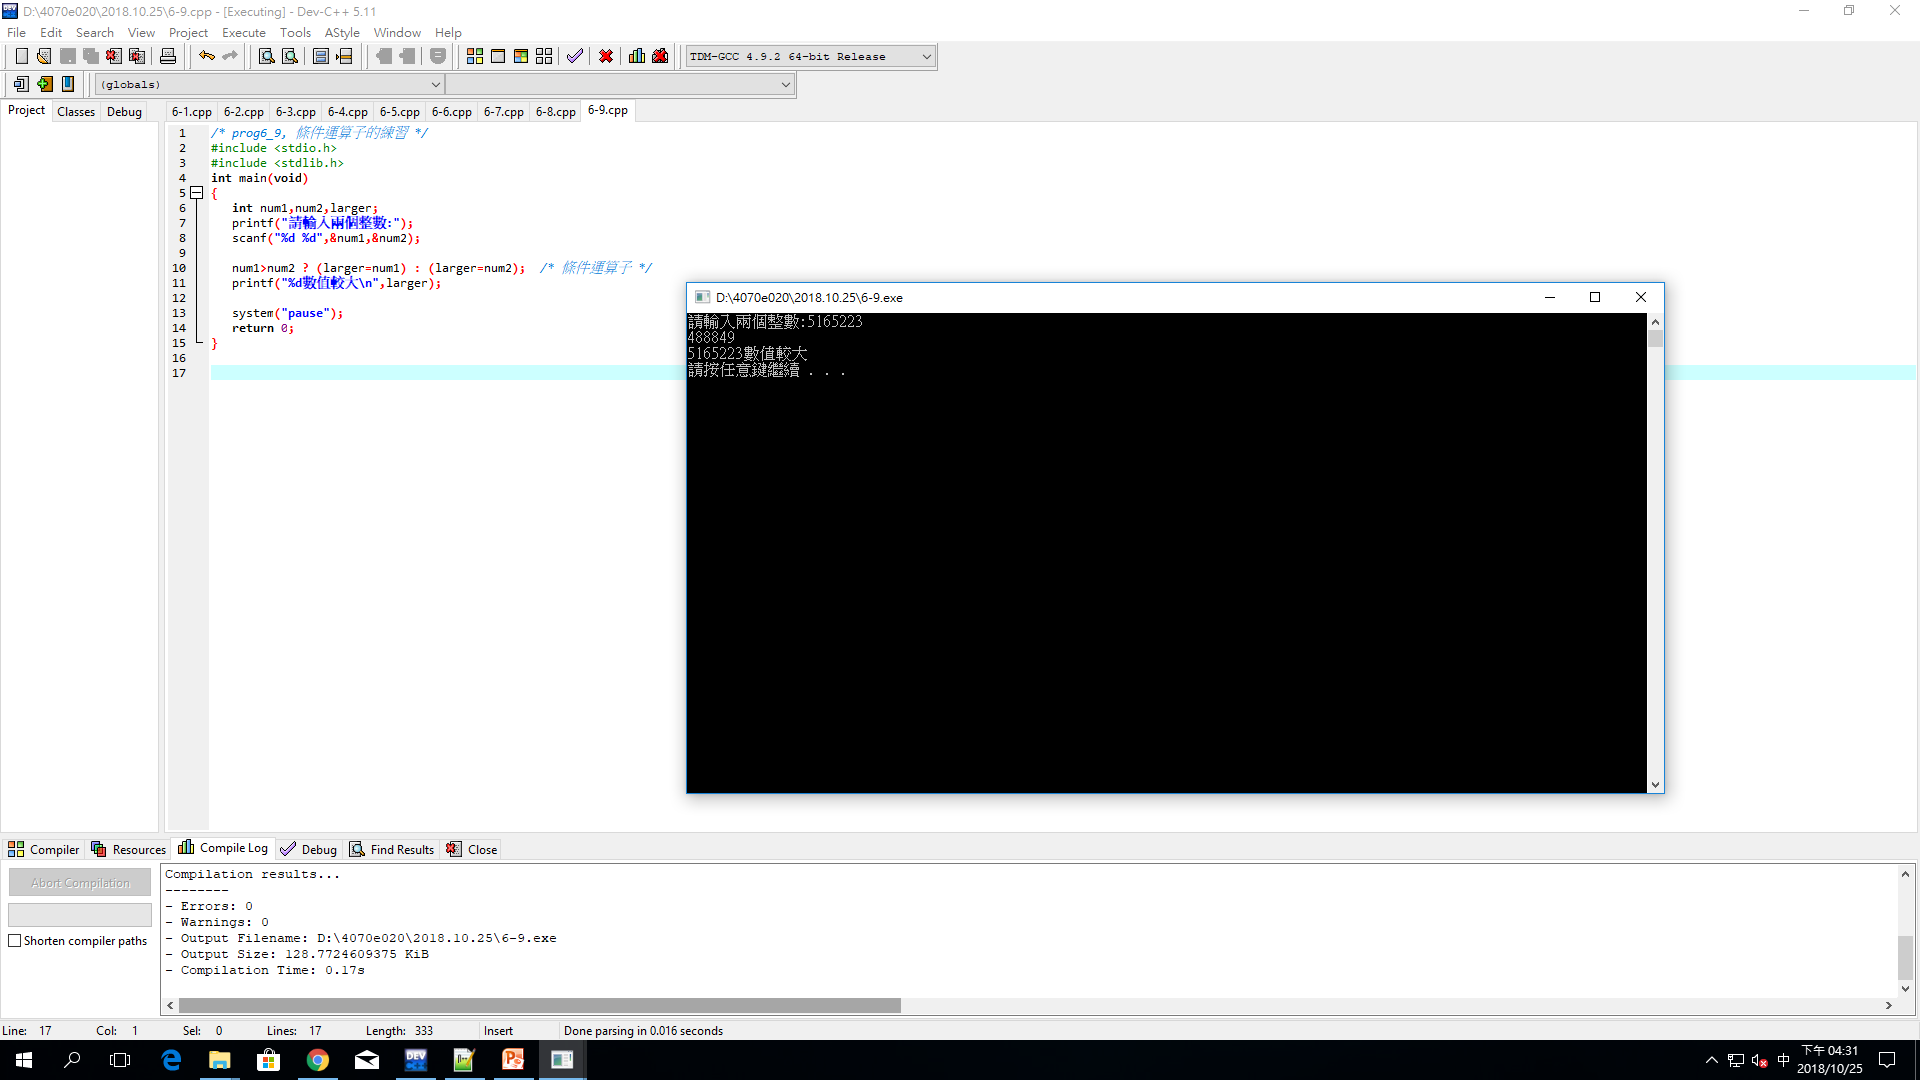 D:\4070e020\2018.10.25\6-9.cpp - [Executing] - Dev-C++ 5.11
File Edit Search View Project Execute Tools AStyle Window Help
TDM-GCC 4.9.2 64-bit Release
(globals)
Project Classes Debug 6-1.cpp 6-2.cpp 6-3.cpp 6-4.cpp 6-5.cpp 6-6.cpp 6-7.cpp 6-8.cpp 6-9.cpp
1 /* prog6_9, 條件運算子的練習 */
2 #include <stdio.h>
3 #include <stdlib.h>
4 int main(void)
5 {
6 int num1,num2,larger;
7 printf("請輸入兩個整數:");
8 scanf("%d %d",&num1,&num2);
9
10 num1>num2 ? (larger=num1) : (larger=num2); /* 條件運算子 */
11 printf("%d數值較大\n",larger);
12
13 system("pause");
14 return 0;
15 }
16
17
D:\4070e020\2018.10.25\6-9.exe
請輸入兩個整數:5165223
488849
5165223數值較大
請按任意鍵繼續 . . .
Compiler Resources Compile Log Debug Find Results Close
Abort Compilation
Shorten compiler paths
Compilation results...
--------
- Errors: 0
- Warnings: 0
- Output Filename: D:\4070e020\2018.10.25\6-9.exe
- Output Size: 128.7724609375 KiB
- Compilation Time: 0.17s
Line: 17 Col: 1 Sel: 0 Lines: 17 Length: 333 Insert Done parsing in 0.016 seconds
中
下午 04:31
2018/10/25